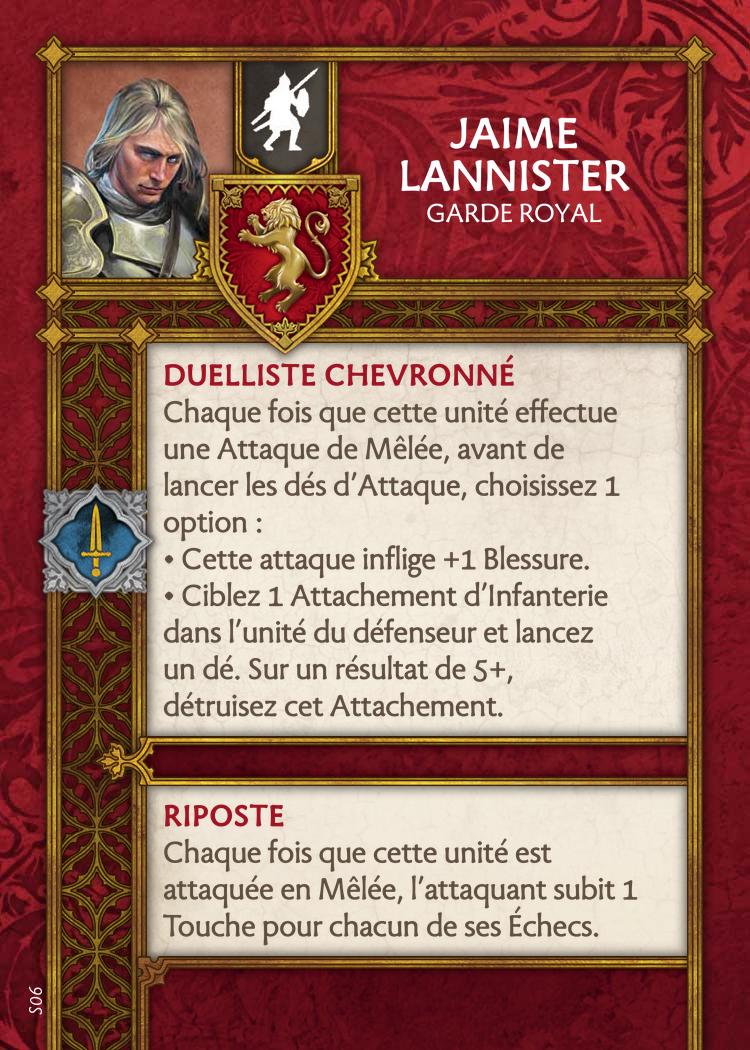 JAIME
LANNISTER
GARDE ROYAL
DUELLISTE CHEVRONNÉ
Chaque fois que cette unité effectue
une Attaque de Mêlée, avant de
lancer les dés d’Attaque, choisissez 1
option :
• Cette attaque inflige +1 Blessure.
• Ciblez 1 Attachement d’Infanterie
dans l’unité du défenseur et lancez
un dé. Sur un résultat de 5+,
détruisez cet Attachement.
RIPOSTE
Chaque fois que cette unité est
attaquée en Mêlée, l’attaquant subit 1
Touche pour chacun de ses Échecs.
S06